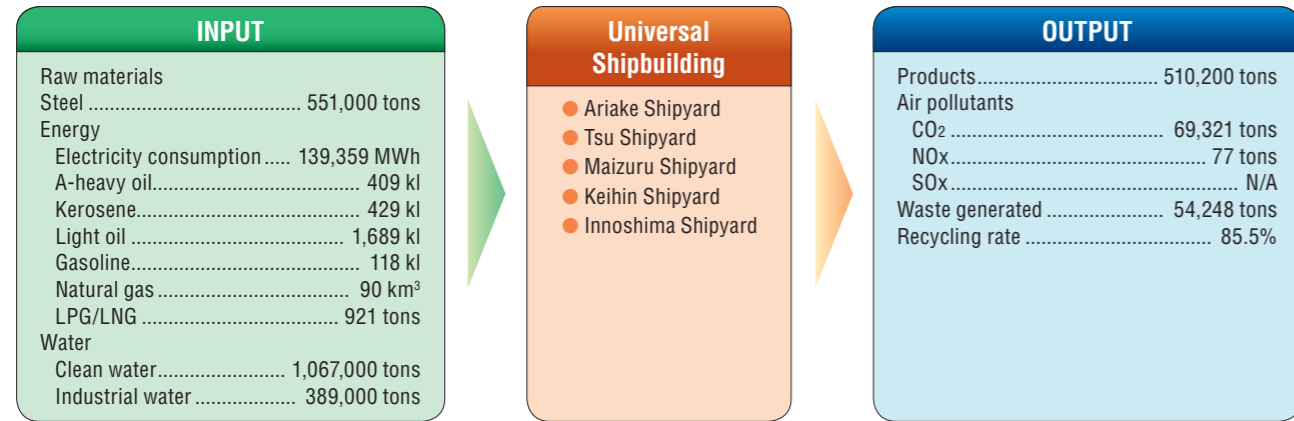 INPUT
Raw materials
Steel ..................................... 551,000 tons
Energy
Electricity consumption ..... 139,359 MWh
A-heavy oil.................................... 409 kl
Kerosene....................................... 429 kl
Light oil ..................................... 1,689 kl
Gasoline........................................ 118 kl
Natural gas .................................. 90 km³
LPG/LNG ................................... 921 tons
Water
Clean water....................... 1,067,000 tons
Industrial water .................. 389,000 tons
Universal
Shipbuilding
● Ariake Shipyard
● Tsu Shipyard
● Maizuru Shipyard
● Keihin Shipyard
● Innoshima Shipyard
OUTPUT
Products................................ 510,200 tons
Air pollutants
CO₂ ..................................... 69,321 tons
NOx............................................ 77 tons
SOx.................................................. N/A
Waste generated ..................... 54,248 tons
Recycling rate ................................. 85.5%